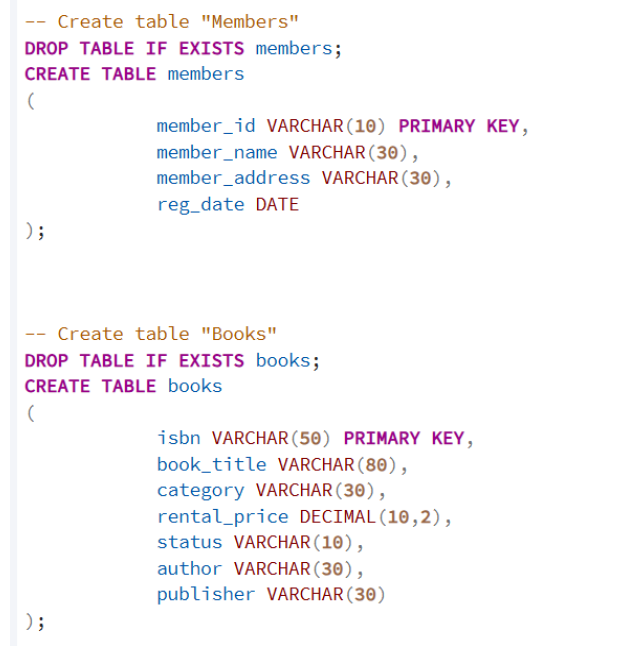 -- Create table "Members"
DROP TABLE IF EXISTS members;
CREATE TABLE members
(
member_id VARCHAR(10) PRIMARY KEY,
member_name VARCHAR(30),
member_address VARCHAR(30),
reg_date DATE
);
-- Create table "Books"
DROP TABLE IF EXISTS books;
CREATE TABLE books
(
isbn VARCHAR(50) PRIMARY KEY,
book_title VARCHAR(80),
category VARCHAR(30),
rental_price DECIMAL(10,2),
status VARCHAR(10),
author VARCHAR(30),
publisher VARCHAR(30)
);